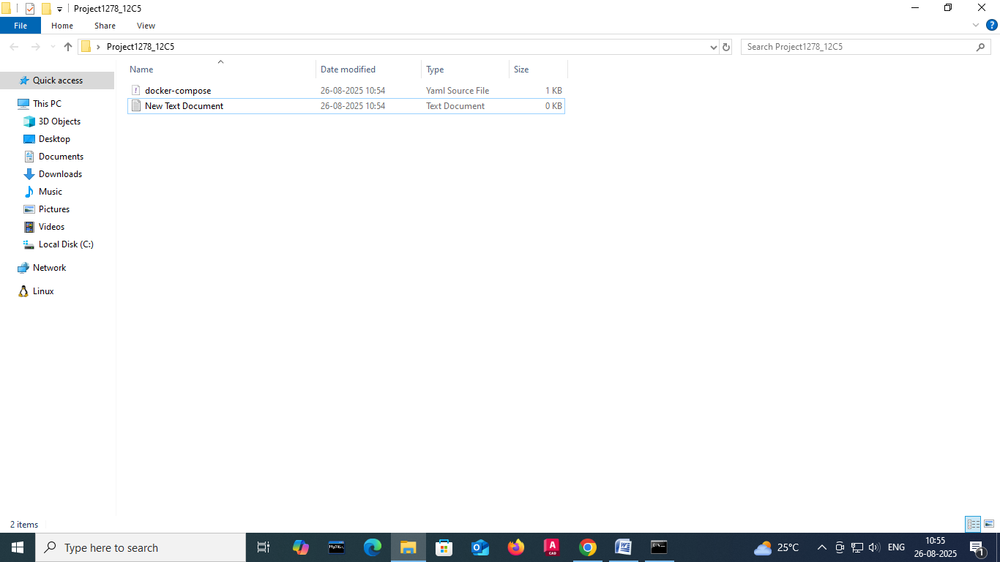 Project1278_12C5
File Home Share View
Project1278_12C5 Search Project1278_12C5
Name Date modified Type Size
Quick access
docker-compose 26-08-2025 10:54 Yaml Source File 1 KB
New Text Document 26-08-2025 10:54 Text Document 0 KB
This PC
3D Objects
Desktop
Documents
Downloads
Music
Pictures
Videos
Local Disk (C:)
Network
Linux
2 items
Type here to search MySQL A CAD W C:\ 25°C ENG 10:55
26-08-2025 1